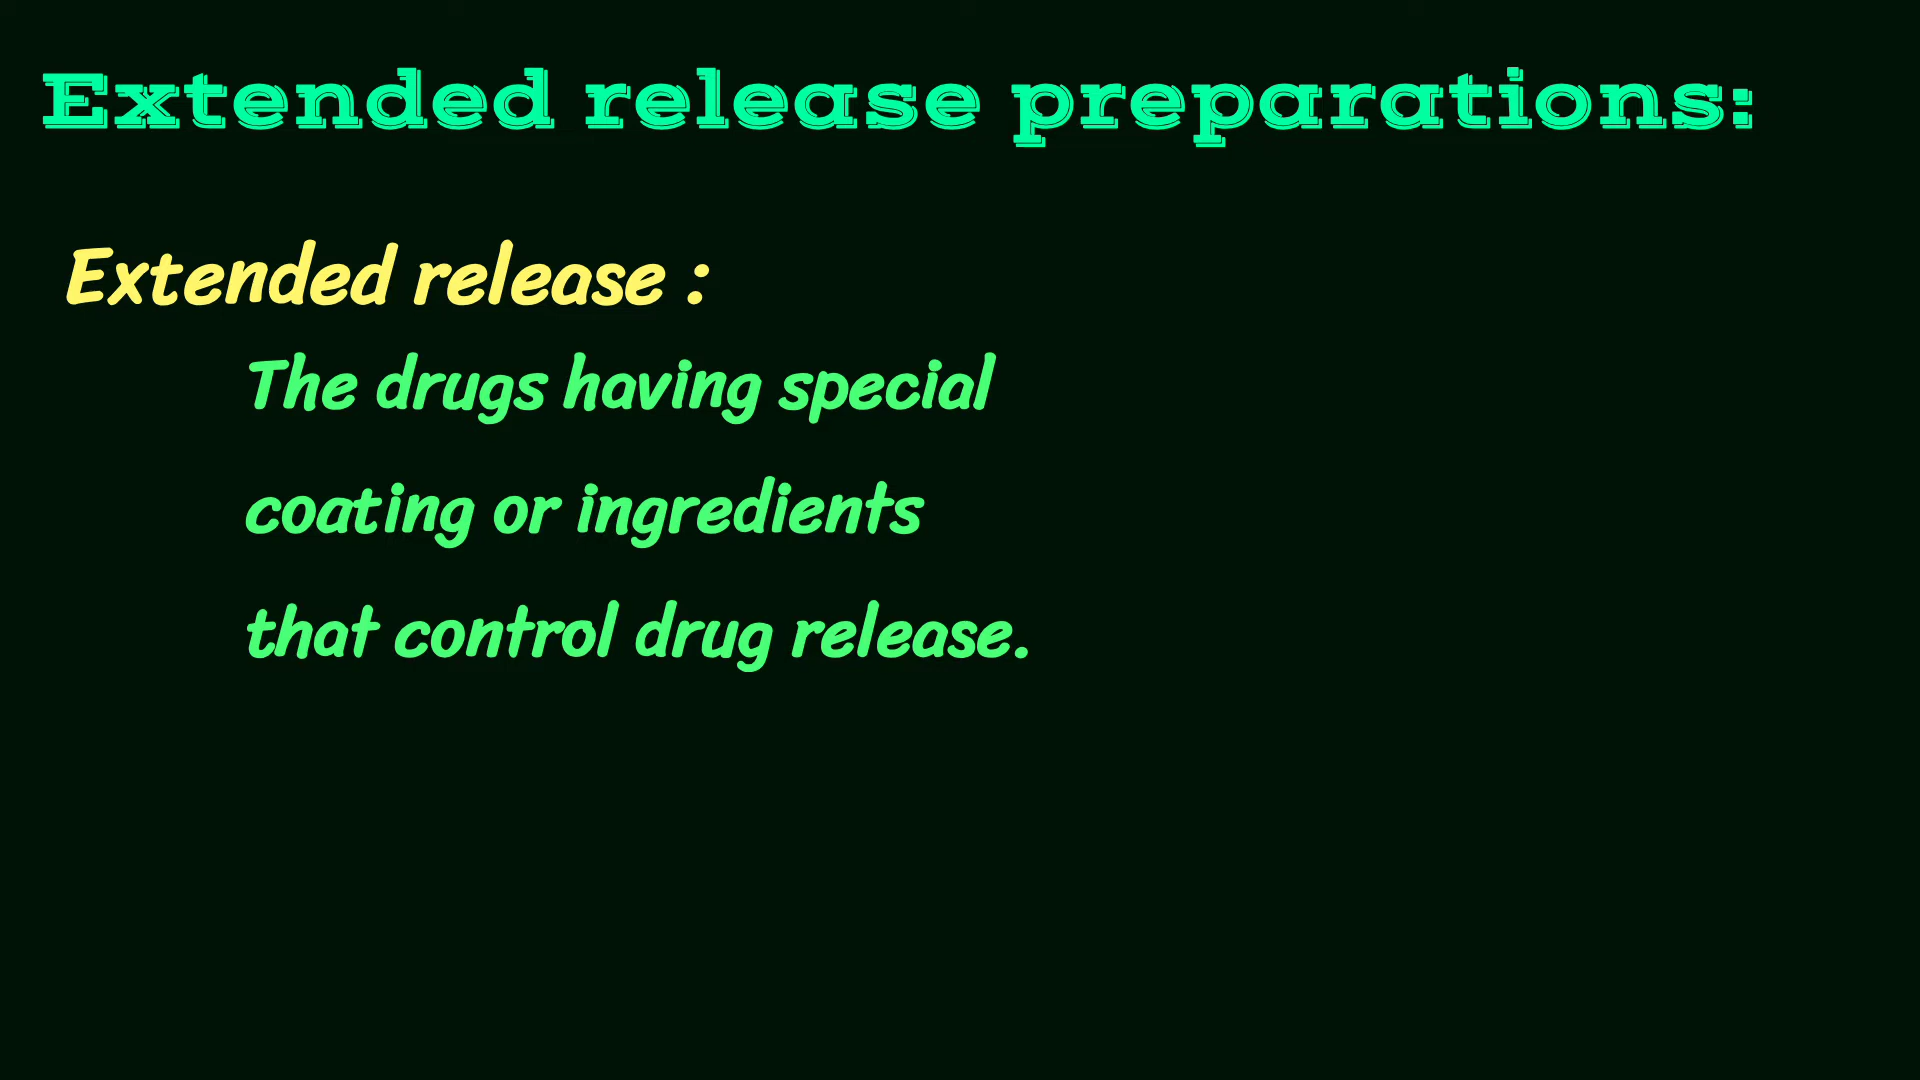 Extended release preparations:
Extended release :
The drugs having special
coating or ingredients
that control drug release.